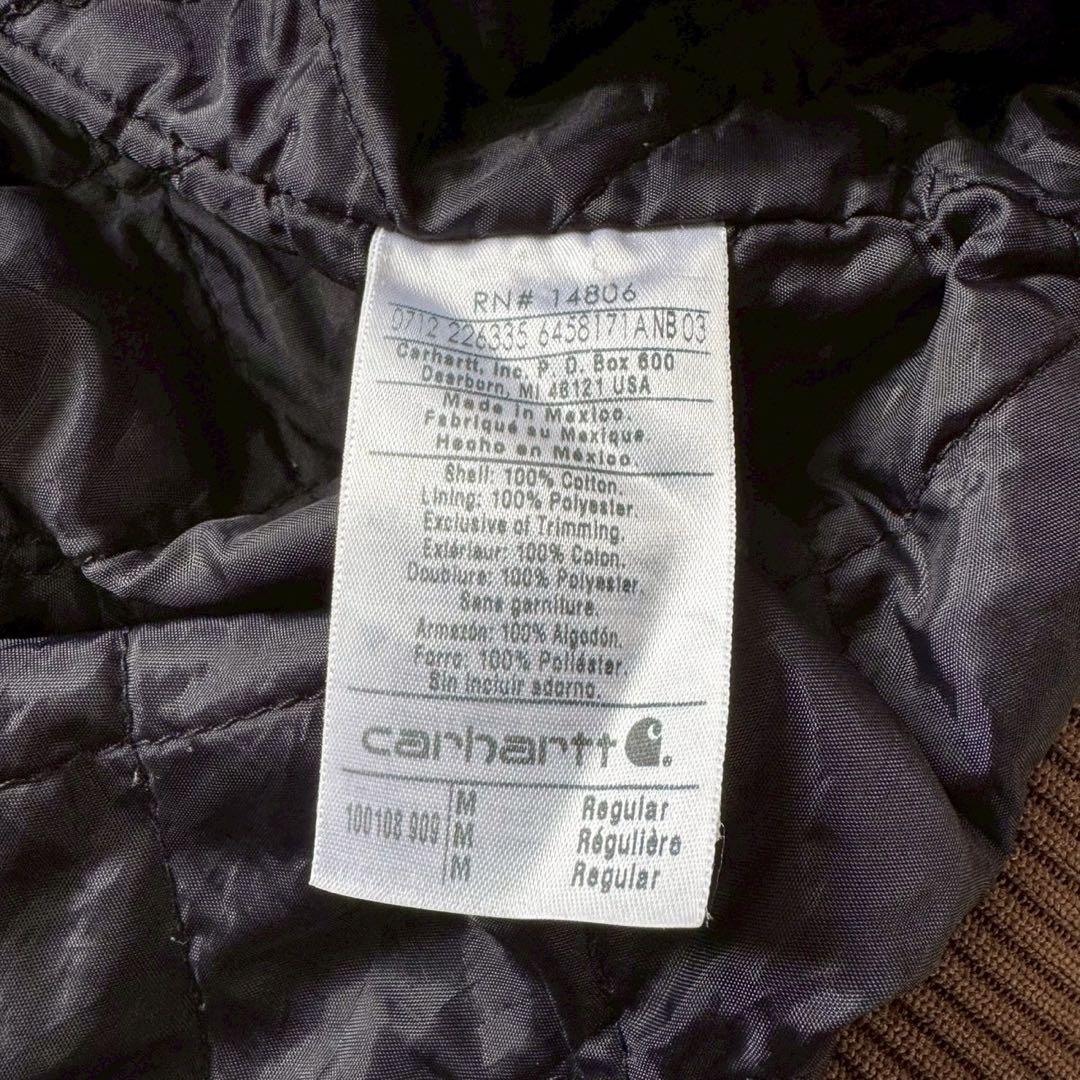 RN# 14806
0712 226335 6458171ANB 03
Carhartt, Inc. P. O. Box 600
Dearborn, MI 48121 USA
Made in Mexico.
Fabriqué au Mexique.
Hecho en México.
Shell: 100% Cotton.
Lining: 100% Polyester.
Exclusive of Trimming.
Extérieur: 100% Coton.
Doublure: 100% Polyester.
Sans garniture.
Armazón: 100% Algodón.
Forro: 100% Poliéster.
Sin incluir adorno.
carhartt
M Regular
100108 909 M Régulière
M Regular